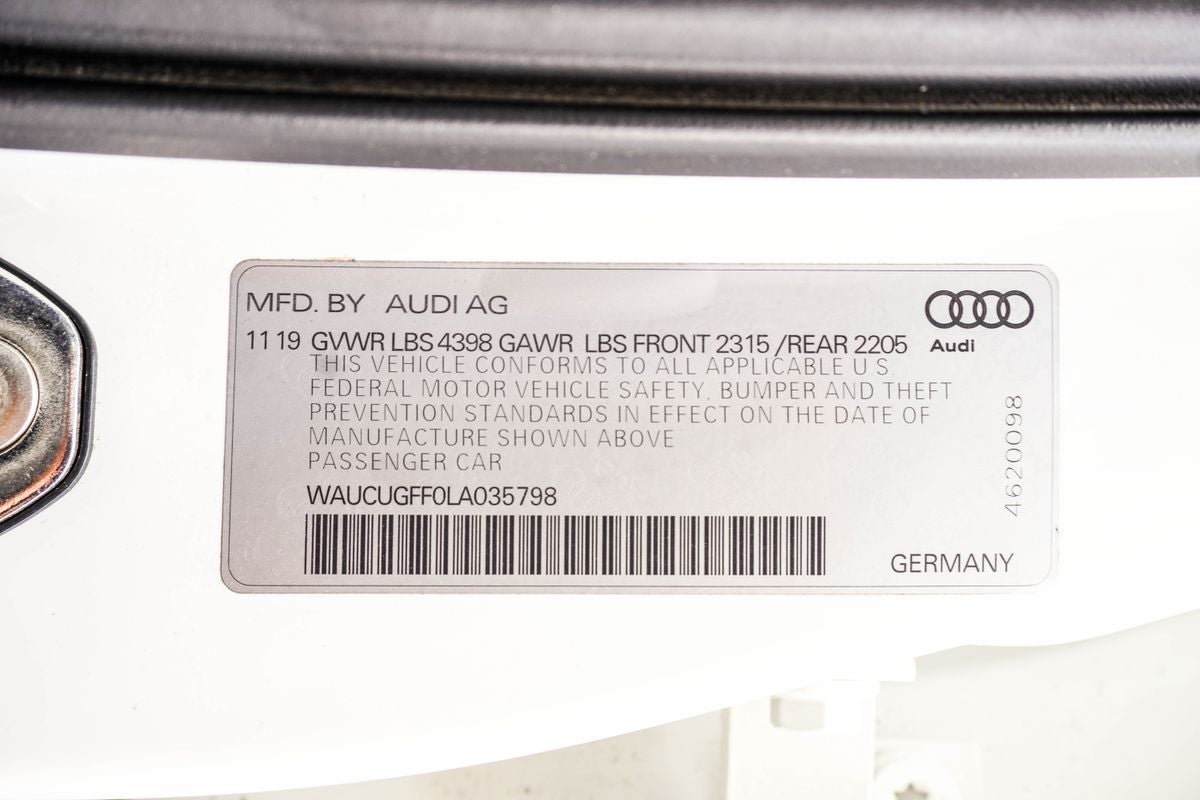 MFD. BY AUDI AG
11 19 GVWR LBS 4398 GAWR LBS FRONT 2315 /REAR 2205
Audi
THIS VEHICLE CONFORMS TO ALL APPLICABLE U.S.
FEDERAL MOTOR VEHICLE SAFETY, BUMPER AND THEFT
PREVENTION STANDARDS IN EFFECT ON THE DATE OF
MANUFACTURE SHOWN ABOVE
PASSENGER CAR
WAUCUGFF0LA035798
4620098
GERMANY